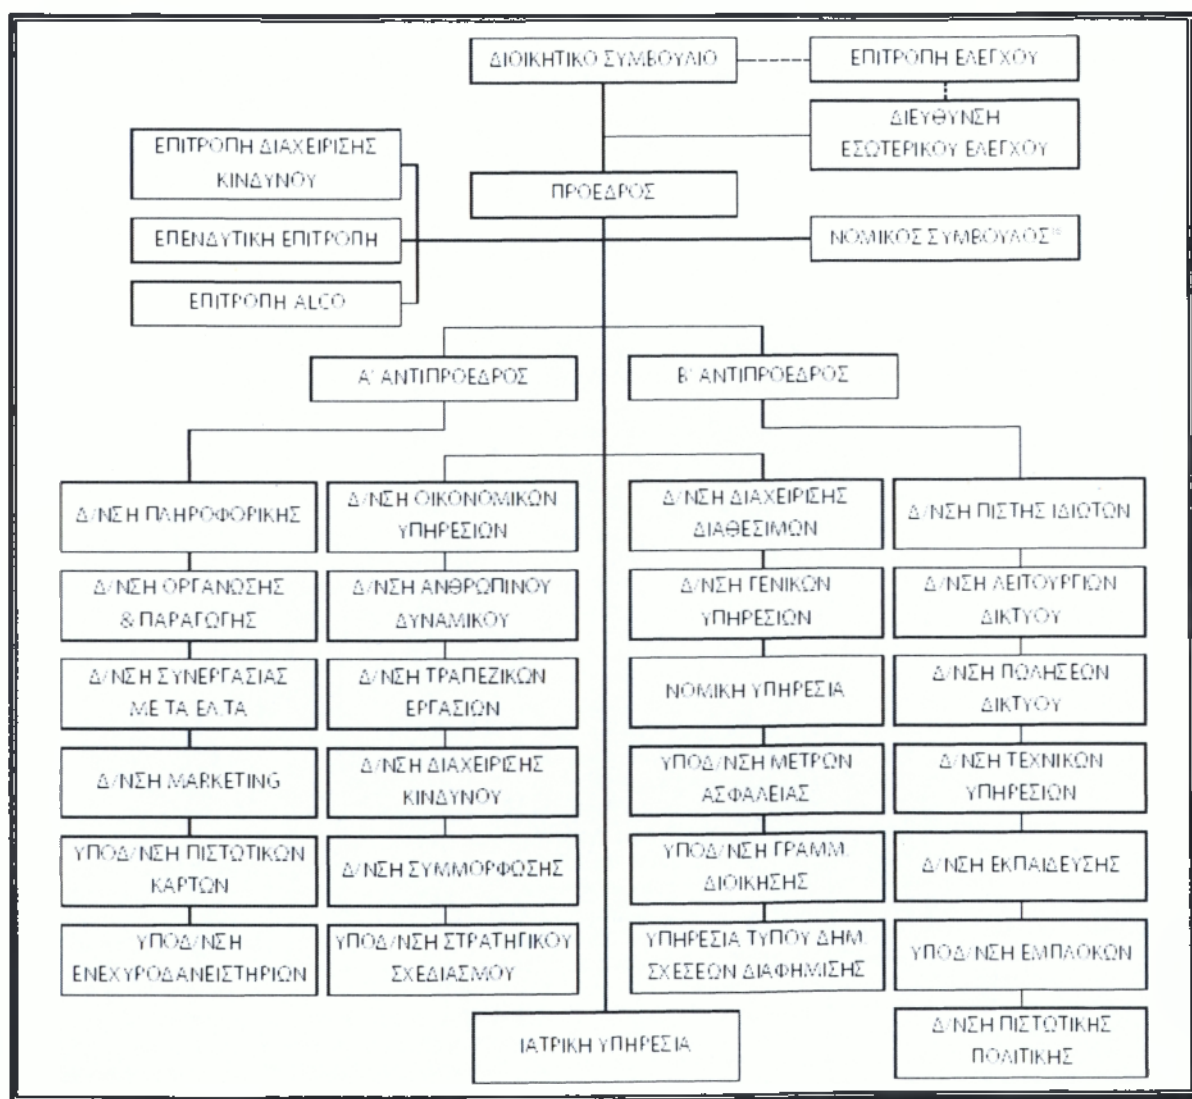 ΔΙΟΙΚΗΤΙΚΟ ΣΥΜΒΟΥΛΙΟ
ΕΠΙΤΡΟΠΗ ΕΛΕΓΧΟΥ
ΔΙΕΥΘΥΝΣΗ
ΕΣΩΤΕΡΙΚΟΥ ΕΛΕΓΧΟΥ
ΕΠΙΤΡΟΠΗ ΔΙΑΧΕΙΡΙΣΗΣ
ΚΙΝΔΥΝΟΥ
ΠΡΟΕΔΡΟΣ
ΕΠΕΝΔΥΤΙΚΗ ΕΠΙΤΡΟΠΗ
ΝΟΜΙΚΟΣ ΣΥΜΒΟΥΛΟΣ
ΕΠΙΤΡΟΠΗ ALCO
Α' ΑΝΤΙΠΡΟΕΔΡΟΣ
Β' ΑΝΤΙΠΡΟΕΔΡΟΣ
Δ/ΝΣΗ ΠΛΗΡΟΦΟΡΙΚΗΣ
Δ/ΝΣΗ ΟΡΓΑΝΩΣΗΣ
& ΠΑΡΑΓΩΓΗΣ
Δ/ΝΣΗ ΣΥΝΕΡΓΑΣΙΑΣ
ΜΕ ΤΑ ΕΛ.ΤΑ
Δ/ΝΣΗ MARKETING
ΥΠΟΔ/ΝΣΗ ΠΙΣΤΩΤΙΚΩΝ
ΚΑΡΤΩΝ
ΥΠΟΔ/ΝΣΗ
ΕΝΕΧΥΡΟΔΑΝΕΙΣΤΗΡΙΩΝ
Δ/ΝΣΗ ΟΙΚΟΝΟΜΙΚΩΝ
ΥΠΗΡΕΣΙΩΝ
Δ/ΝΣΗ ΑΝΘΡΩΠΙΝΟΥ
ΔΥΝΑΜΙΚΟΥ
Δ/ΝΣΗ ΤΡΑΠΕΖΙΚΩΝ
ΕΡΓΑΣΙΩΝ
Δ/ΝΣΗ ΔΙΑΧΕΙΡΙΣΗΣ
ΚΙΝΔΥΝΟΥ
Δ/ΝΣΗ ΣΥΜΜΟΡΦΩΣΗΣ
ΥΠΟΔ/ΝΣΗ ΣΤΡΑΤΗΓΙΚΟΥ
ΣΧΕΔΙΑΣΜΟΥ
Δ/ΝΣΗ ΔΙΑΧΕΙΡΙΣΗΣ
ΔΙΑΘΕΣΙΜΩΝ
Δ/ΝΣΗ ΓΕΝΙΚΩΝ
ΥΠΗΡΕΣΙΩΝ
ΝΟΜΙΚΗ ΥΠΗΡΕΣΙΑ
ΥΠΟΔ/ΝΣΗ ΜΕΤΡΩΝ
ΑΣΦΑΛΕΙΑΣ
ΥΠΟΔ/ΝΣΗ ΓΡΑΜΜ.
ΔΙΟΙΚΗΣΗΣ
ΥΠΗΡΕΣΙΑ ΤΥΠΟΥ ΔΗΜ.
ΣΧΕΣΕΩΝ ΔΙΑΦΗΜΙΣΗΣ
Δ/ΝΣΗ ΠΙΣΤΗΣ ΙΔΙΩΤΩΝ
Δ/ΝΣΗ ΛΕΙΤΟΥΡΓΙΩΝ
ΔΙΚΤΥΟΥ
Δ/ΝΣΗ ΠΩΛΗΣΕΩΝ
ΔΙΚΤΥΟΥ
Δ/ΝΣΗ ΤΕΧΝΙΚΩΝ
ΥΠΗΡΕΣΙΩΝ
Δ/ΝΣΗ ΕΚΠΑΙΔΕΥΣΗΣ
ΥΠΟΔ/ΝΣΗ ΕΜΠΛΟΚΩΝ
Δ/ΝΣΗ ΠΙΣΤΩΤΙΚΗΣ
ΠΟΛΙΤΙΚΗΣ
ΙΑΤΡΙΚΗ ΥΠΗΡΕΣΙΑ